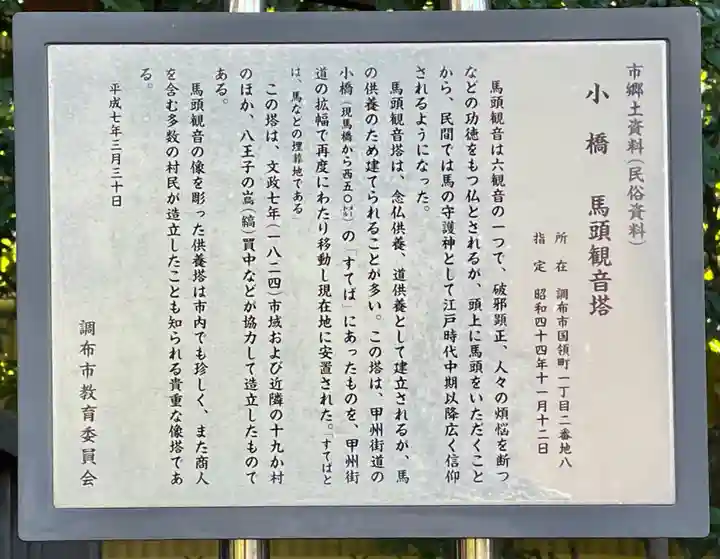 市郷土資料(民俗資料)
小橋 馬頭観音塔
所在 調布市国領町一丁目二番地八
指定 昭和四十四年十一月十二日
馬頭観音は六観音の一つで、破邪顕正、人々の煩悩を断つ
などの功徳をもつ仏とされるが、頭上に馬頭をいただくこと
から、民間では馬の守護神として江戸時代中期以降広く信仰
されるようになった。
馬頭観音塔は、念仏供養、道供養として建立されるが、馬
の供養のため建てられることが多い。この塔は、甲州街道の
小橋(現馬橋から西五〇㍍)の「すてば」にあったものを、甲州街
道の拡幅で再度にわたり移動し現在地に安置された。「すてばと
は、馬などの埋葬地である」
この塔は、文政七年(一八二四)市域および近隣の十九か村
のほか、八王子の嶌(縞)買中などが協力して造立したもので
ある。
馬頭観音の像を彫った供養塔は市内でも珍しく、また商人
を含む多数の村民が造立したことも知られる貴重な像塔であ
る。
平成七年三月三十日
調布市教育委員会